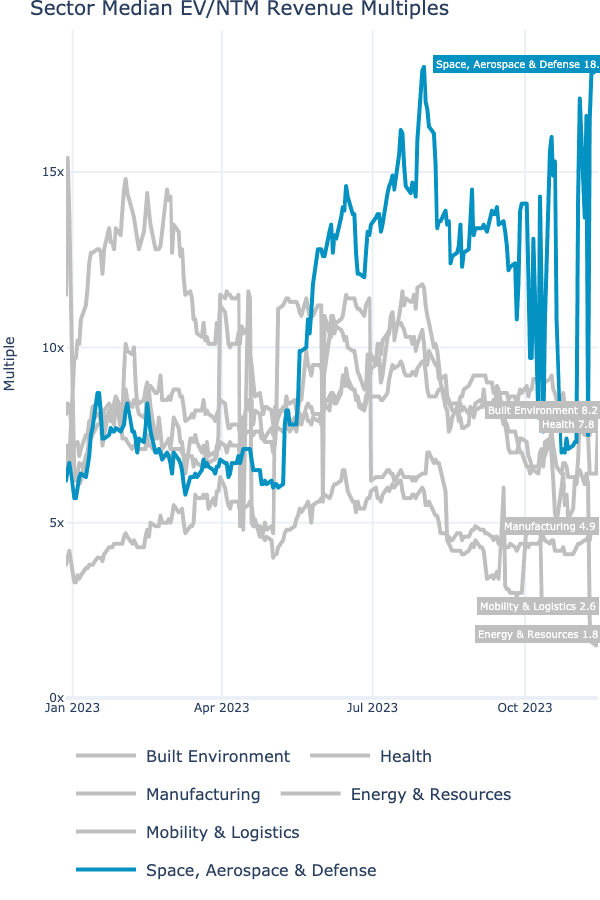 Sector Median EV/NTM Revenue Multiples
Space, Aerospace & Defense 18.
15x
10x
Multiple
Built Environment 8.2
Health 7.8
5x
Manufacturing 4.9
Mobility & Logistics 2.6
Energy & Resources 1.8
0x
Jan 2023 Apr 2023 Jul 2023 Oct 2023
Built Environment Health
Manufacturing Energy & Resources
Mobility & Logistics
Space, Aerospace & Defense